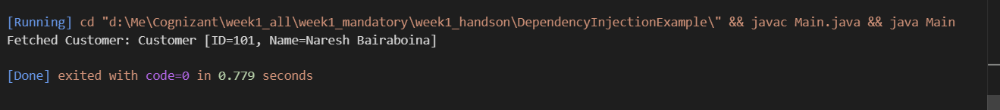 [Running] cd "d:\Me\Cognizant\week1_all\week1_mandatory\week1_handson\DependencyInjectionExample\" && javac Main.java && java Main
Fetched Customer: Customer [ID=101, Name=Naresh Bairaboina]
[Done] exited with code=0 in 0.779 seconds